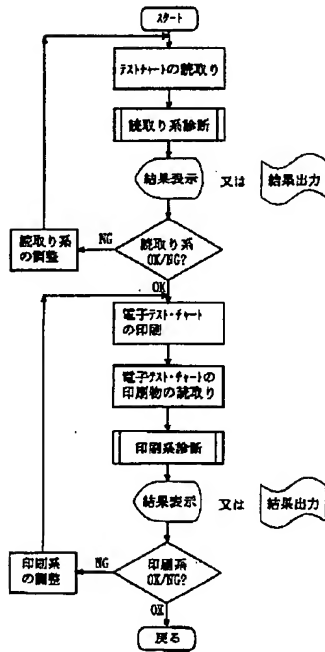 スタート
テストチャートの読取り
読取り系診断
結果表示 又は 結果出力
読取り系
の調整
NG
読取り系
OK/NG?
OK
電子テスト・チャート
の印刷
電子テスト・チャートの
印刷物の読取り
印刷系診断
結果表示 又は 結果出力
印刷系
の調整
NG
印刷系
OK/NG?
OK
戻る